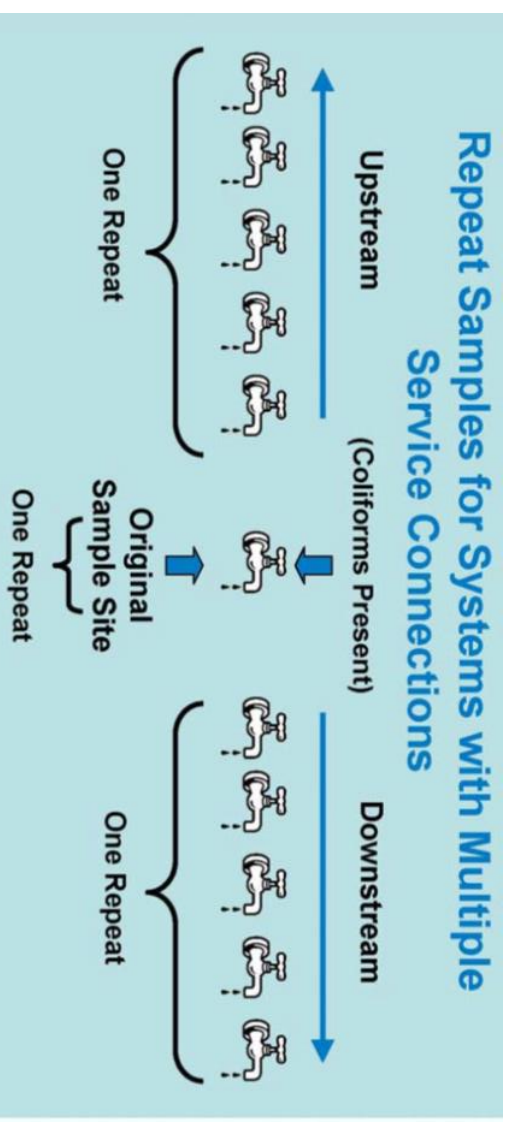 Repeat Samples for Systems with Multiple
Service Connections
Upstream
(Coliforms Present)
Downstream
Original
Sample Site
One Repeat
One Repeat
One Repeat